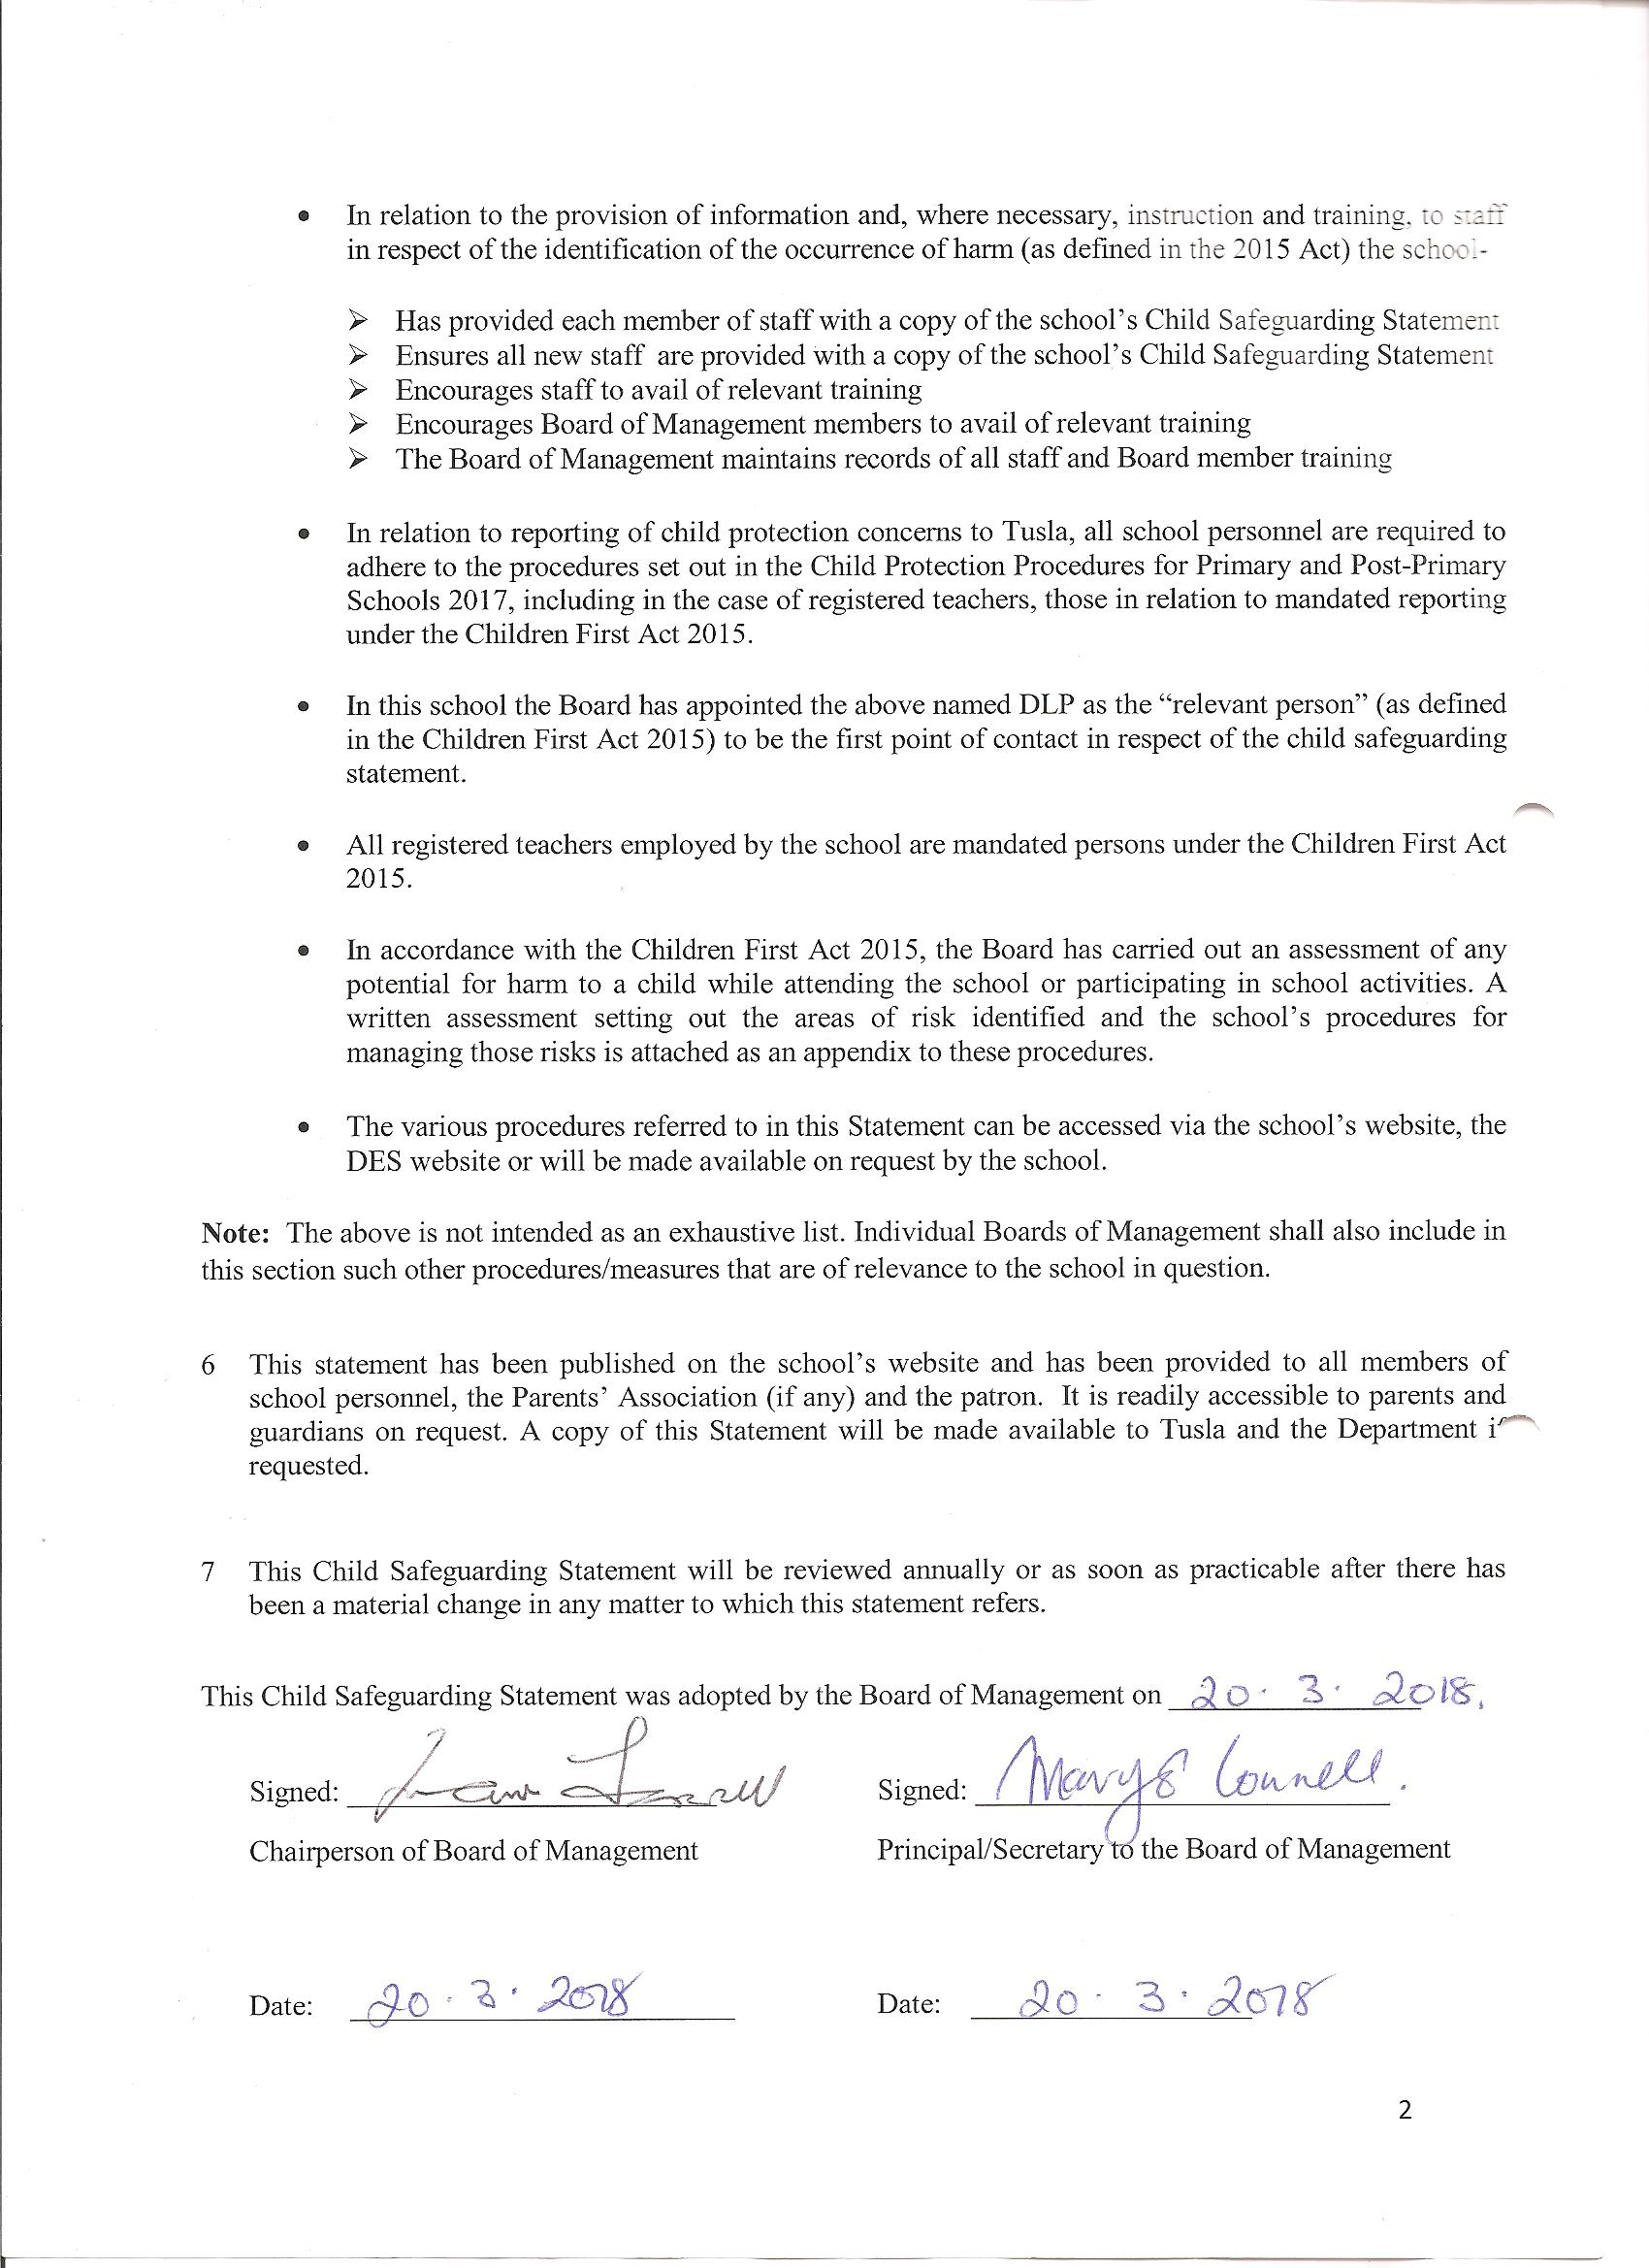 • In relation to the provision of information and, where necessary, instruction and training, to staff
in respect of the identification of the occurrence of harm (as defined in the 2015 Act) the school-
➢ Has provided each member of staff with a copy of the school’s Child Safeguarding Statement
➢ Ensures all new staff are provided with a copy of the school’s Child Safeguarding Statement
➢ Encourages staff to avail of relevant training
➢ Encourages Board of Management members to avail of relevant training
➢ The Board of Management maintains records of all staff and Board member training
• In relation to reporting of child protection concerns to Tusla, all school personnel are required to
adhere to the procedures set out in the Child Protection Procedures for Primary and Post-Primary
Schools 2017, including in the case of registered teachers, those in relation to mandated reporting
under the Children First Act 2015.
• In this school the Board has appointed the above named DLP as the “relevant person” (as defined
in the Children First Act 2015) to be the first point of contact in respect of the child safeguarding
statement.
• All registered teachers employed by the school are mandated persons under the Children First Act
2015.
• In accordance with the Children First Act 2015, the Board has carried out an assessment of any
potential for harm to a child while attending the school or participating in school activities. A
written assessment setting out the areas of risk identified and the school’s procedures for
managing those risks is attached as an appendix to these procedures.
• The various procedures referred to in this Statement can be accessed via the school’s website, the
DES website or will be made available on request by the school.
Note: The above is not intended as an exhaustive list. Individual Boards of Management shall also include in
this section such other procedures/measures that are of relevance to the school in question.
6 This statement has been published on the school’s website and has been provided to all members of
school personnel, the Parents’ Association (if any) and the patron. It is readily accessible to parents and
guardians on request. A copy of this Statement will be made available to Tusla and the Department if
requested.
7 This Child Safeguarding Statement will be reviewed annually or as soon as practicable after there has
been a material change in any matter to which this statement refers.
This Child Safeguarding Statement was adopted by the Board of Management on 20. 3. 2018.
Signed: Signed: Mary O Connell.
Chairperson of Board of Management Principal/Secretary to the Board of Management
Date: 20.3.2018 Date: 20.3.2018
2